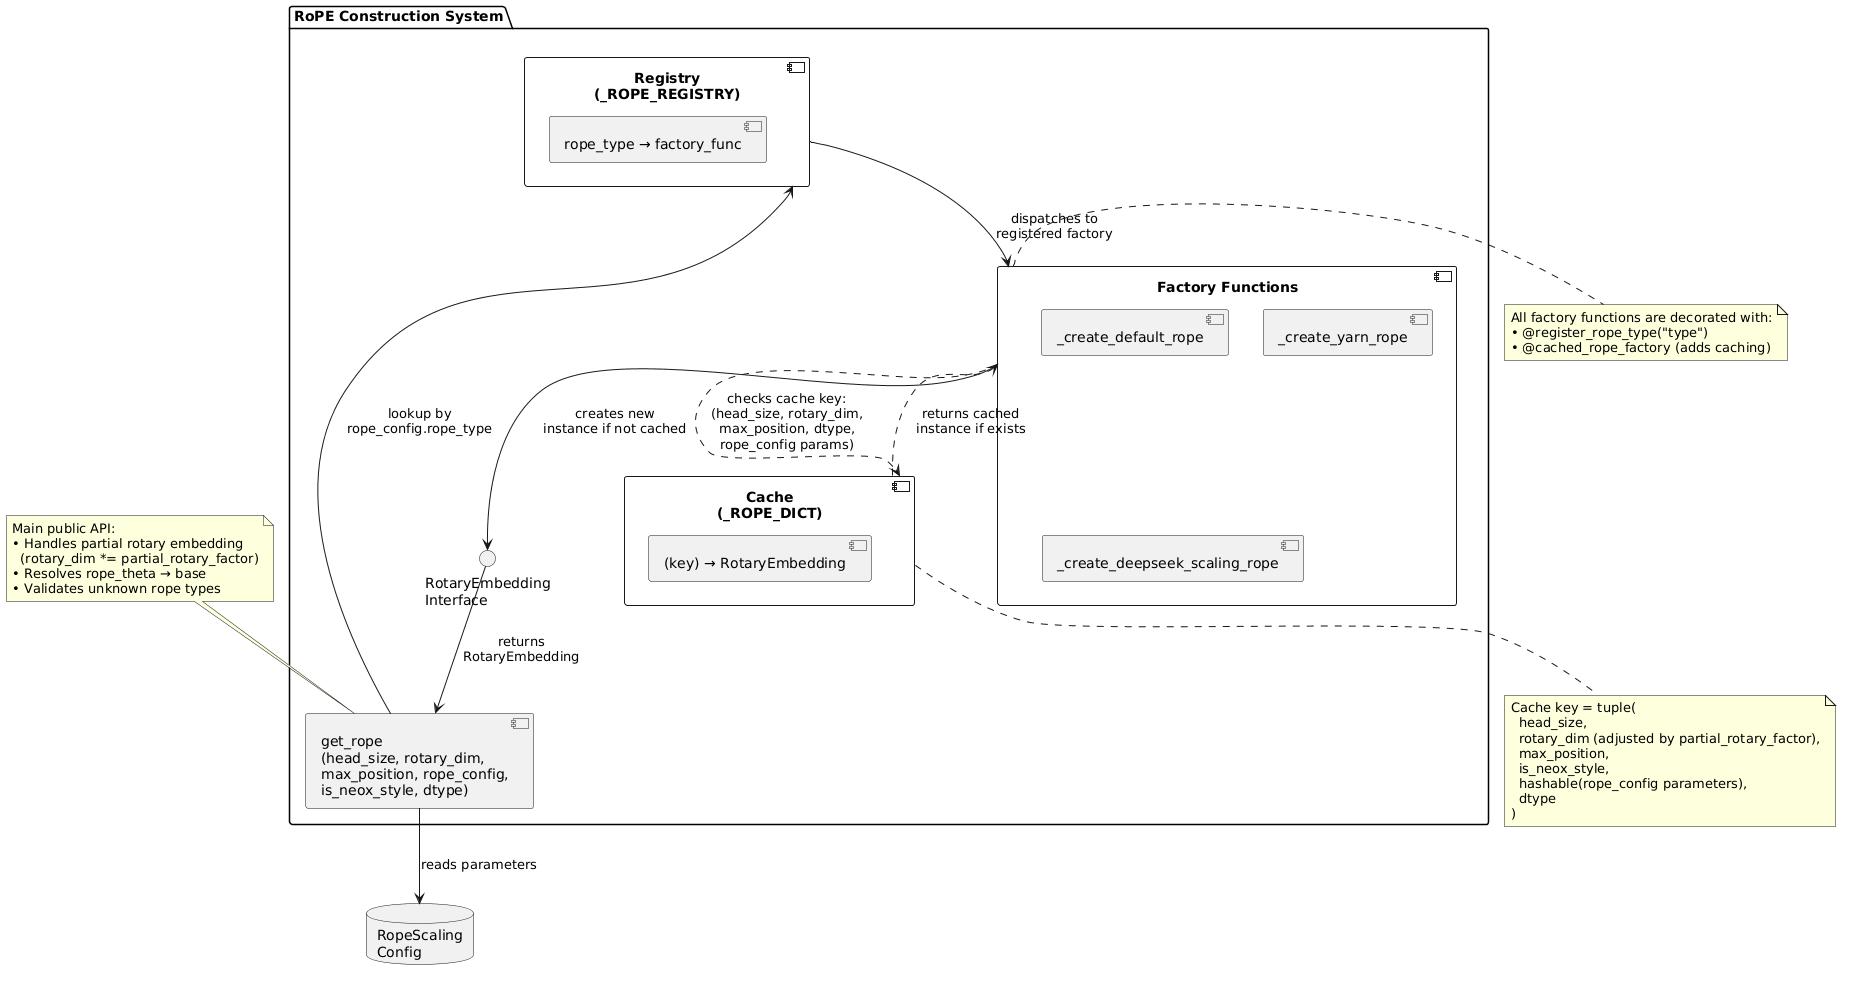 RoPE Construction System
Registry
(_ROPE_REGISTRY)
rope_type → factory_func
dispatches to
registered factory
Factory Functions
_create_default_rope
_create_yarn_rope
_create_deepseek_scaling_rope
All factory functions are decorated with:
• @register_rope_type("type")
• @cached_rope_factory (adds caching)
lookup by
rope_config.rope_type
creates new
instance if not cached
checks cache key:
(head_size, rotary_dim,
max_position, dtype,
rope_config params)
returns cached
instance if exists
Cache
(_ROPE_DICT)
(key) → RotaryEmbedding
Main public API:
• Handles partial rotary embedding
(rotary_dim *= partial_rotary_factor)
• Resolves rope_theta → base
• Validates unknown rope types
RotaryEmbedding
Interface
returns
RotaryEmbedding
get_rope
(head_size, rotary_dim,
max_position, rope_config,
is_neox_style, dtype)
Cache key = tuple(
head_size,
rotary_dim (adjusted by partial_rotary_factor),
max_position,
is_neox_style,
hashable(rope_config parameters),
dtype
)
reads parameters
RopeScaling
Config